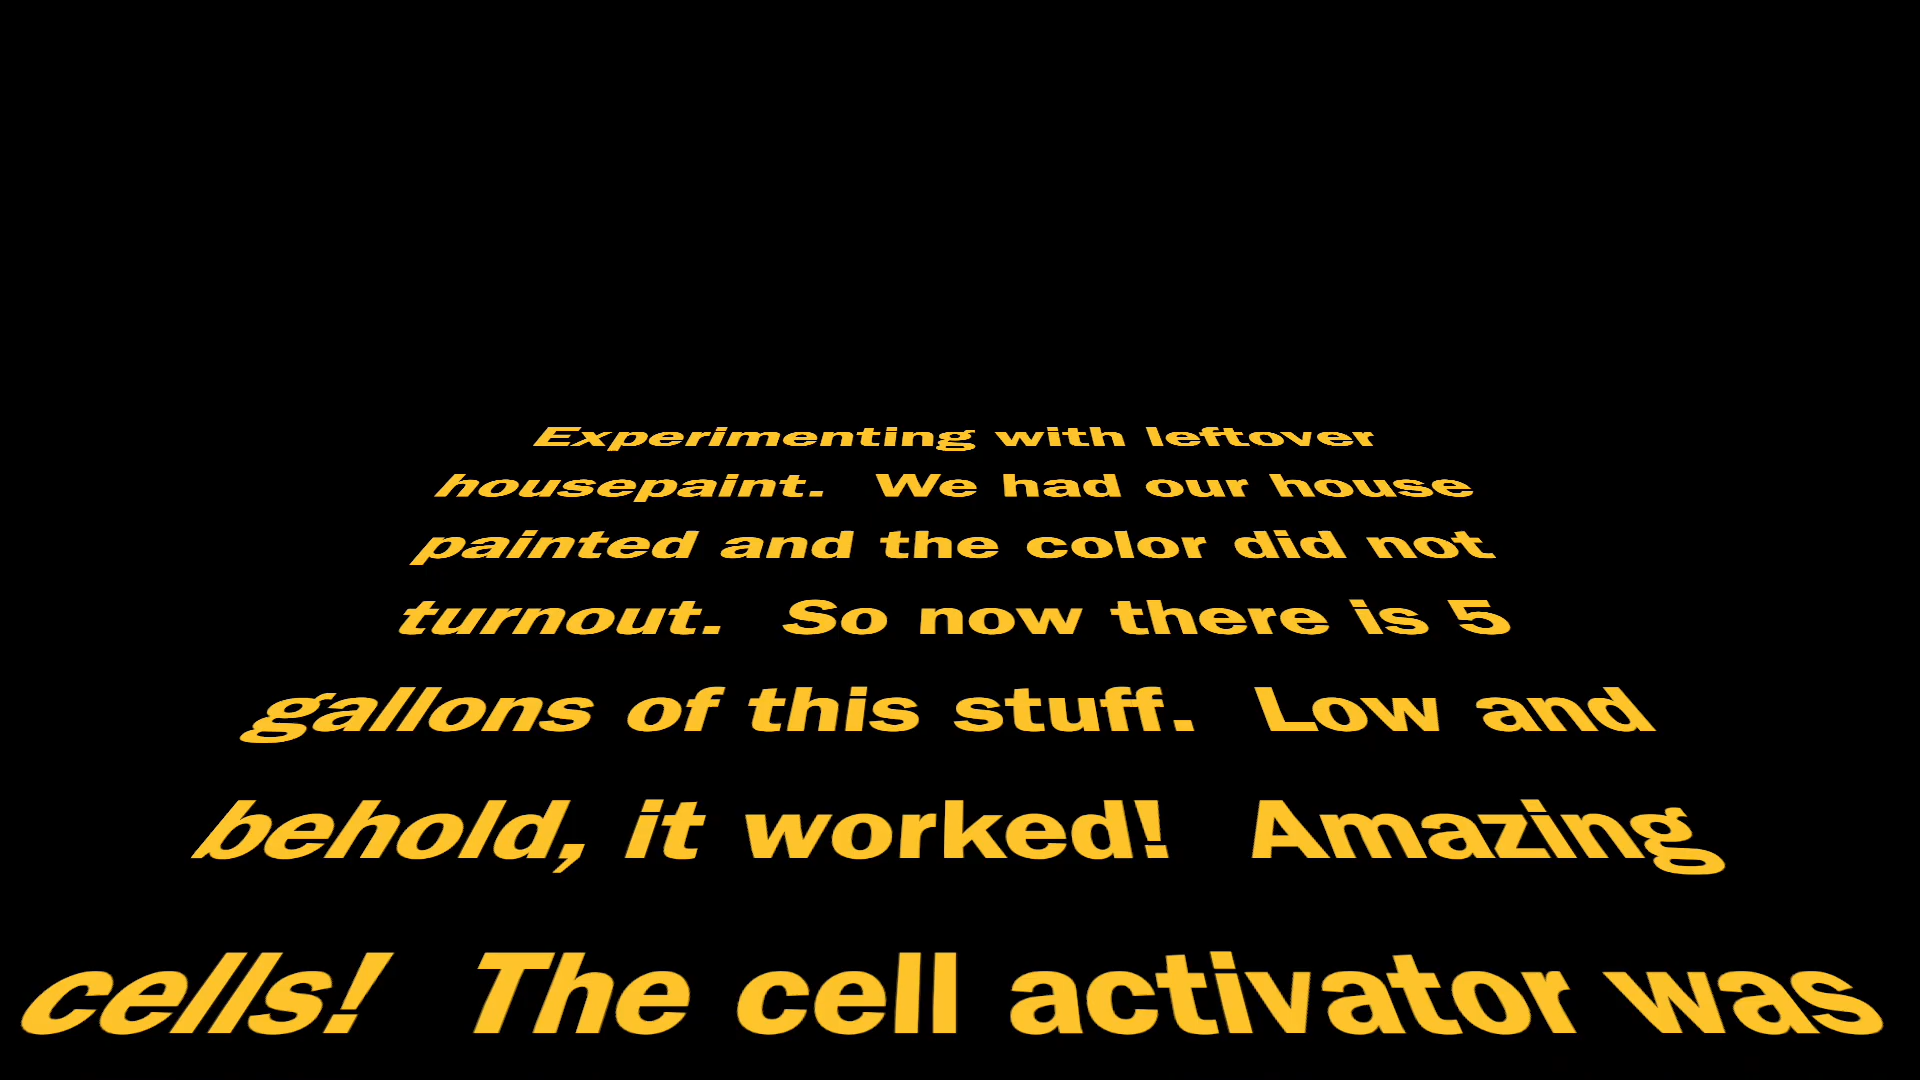 Experimenting with leftover
housepaint.  We had our house
painted and the color did not
turnout.  So now there is 5
gallons of this stuff.  Low and
behold, it worked!  Amazing
cells!  The cell activator was